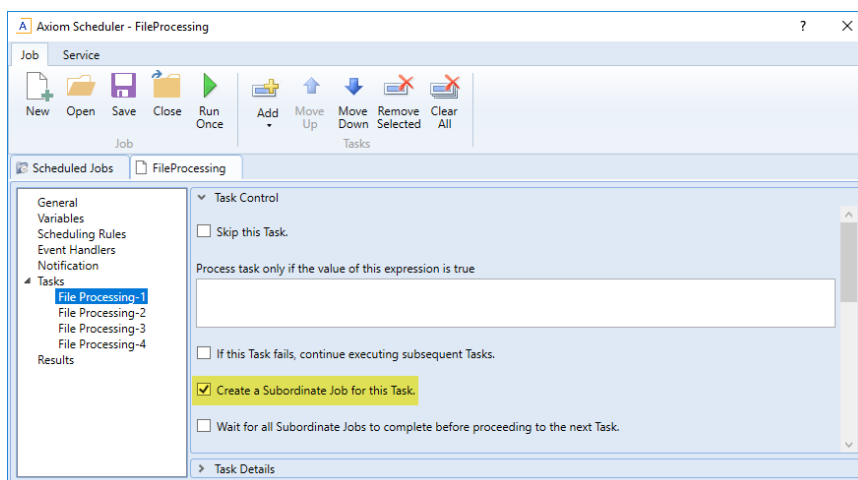 A Axiom Scheduler - FileProcessing ?
Job Service
New Open Save Close Run Once Add Move Up Move Down Remove Selected Clear All
Job Tasks
Scheduled Jobs FileProcessing
General
Variables
Scheduling Rules
Event Handlers
Notification
Tasks
File Processing-1
File Processing-2
File Processing-3
File Processing-4
Results
Task Control
Skip this Task.
Process task only if the value of this expression is true
If this Task fails, continue executing subsequent Tasks.
Create a Subordinate Job for this Task.
Wait for all Subordinate Jobs to complete before proceeding to the next Task.
Task Details